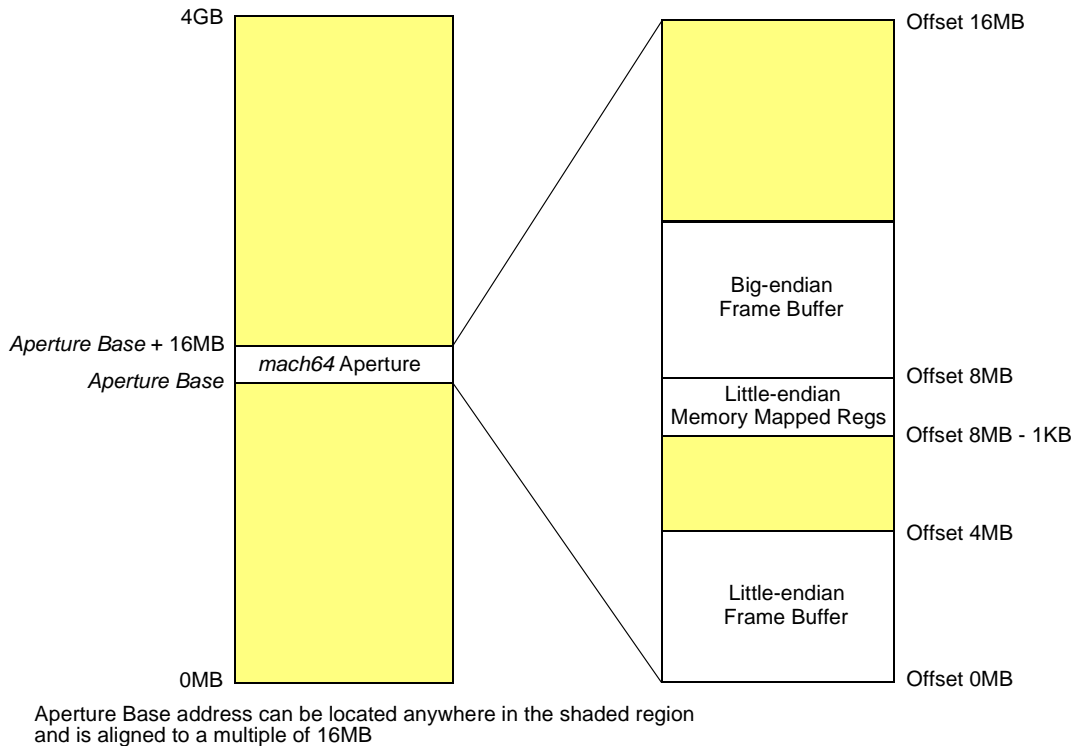 4GB
Offset 16MB
Big-endian
Frame Buffer
Aperture Base + 16MB
mach64 Aperture
Aperture Base
Offset 8MB
Little-endian
Memory Mapped Regs
Offset 8MB - 1KB
Offset 4MB
Little-endian
Frame Buffer
0MB
Offset 0MB
Aperture Base address can be located anywhere in the shaded region
and is aligned to a multiple of 16MB